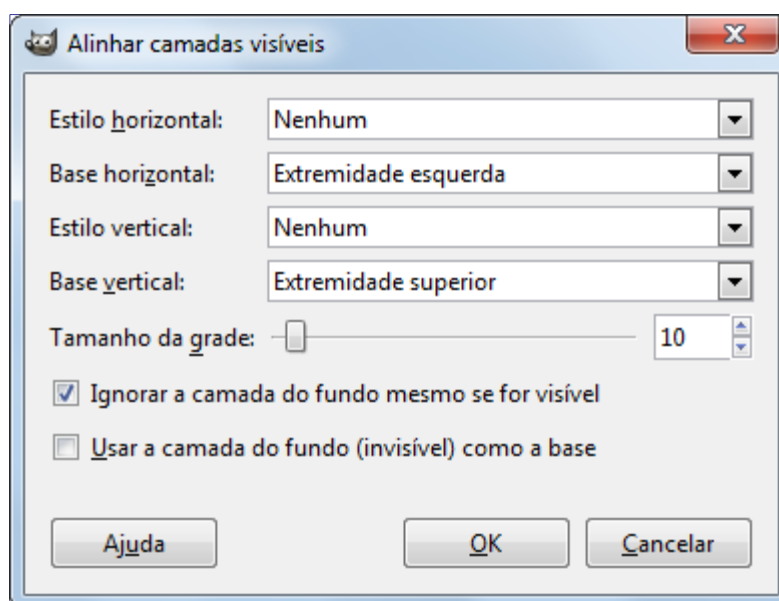 Alinhar camadas visíveis
Estilo horizontal: Nenhum
Base horizontal: Extremidade esquerda
Estilo vertical: Nenhum
Base vertical: Extremidade superior
Tamanho da grade: 10
Ignorar a camada do fundo mesmo se for visível
Usar a camada do fundo (invisível) como a base
Ajuda OK Cancelar